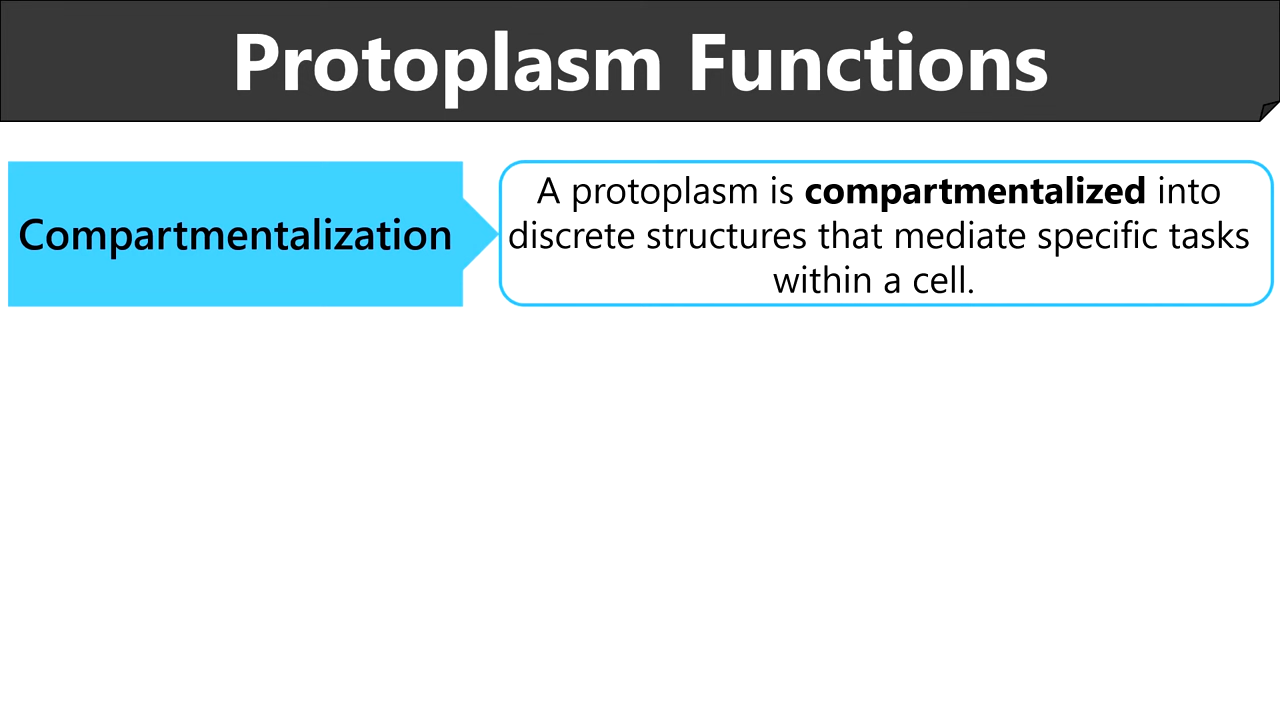 Protoplasm Functions
Compartmentalization
A protoplasm is compartmentalized into
discrete structures that mediate specific tasks
within a cell.